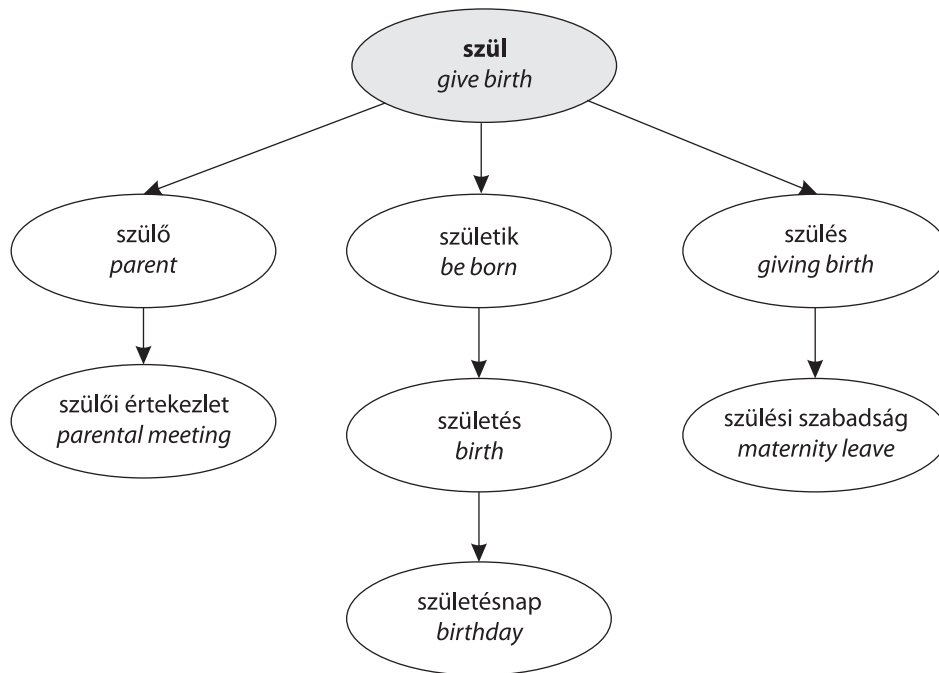 szül
give birth
szülő
parent
születik
be born
szülés
giving birth
szülői értekezlet
parental meeting
születés
birth
szülési szabadság
maternity leave
születésnap
birthday